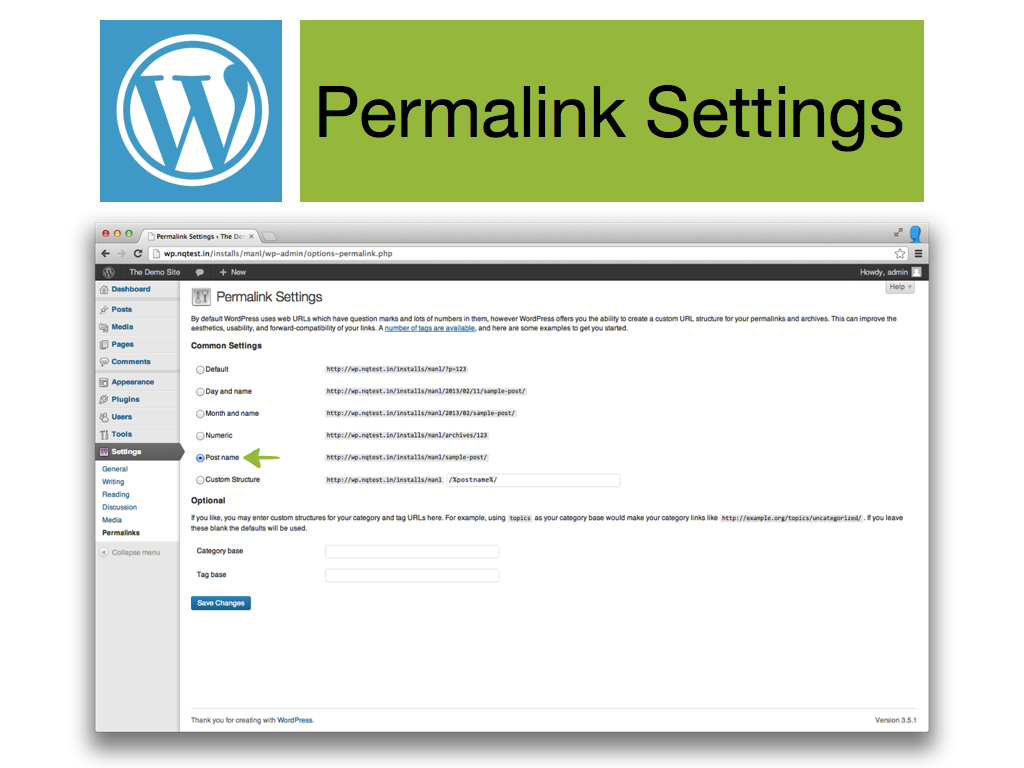 Permalink Settings
Permalink Settings ‹ The De
wp.nqtest.in/installs/manl/wp-admin/options-permalink.php
The Demo Site
+ New
Howdy, admin
Help
Dashboard
Posts
Media
Pages
Comments
Appearance
Plugins
Users
Tools
Settings
General
Writing
Reading
Discussion
Media
Permalinks
Collapse menu
Permalink Settings
By default WordPress uses web URLs which have question marks and lots of numbers in them, however WordPress offers you the ability to create a custom URL structure for your permalinks and archives. This can improve the
aesthetics, usability, and forward-compatibility of your links. A number of tags are available, and here are some examples to get you started.
Common Settings
Default http://wp.nqtest.in/installs/manl/?p=123
Day and name http://wp.nqtest.in/installs/manl/2013/02/11/sample-post/
Month and name http://wp.nqtest.in/installs/manl/2013/02/sample-post/
Numeric http://wp.nqtest.in/installs/manl/archives/123
Post name http://wp.nqtest.in/installs/manl/sample-post/
Custom Structure http://wp.nqtest.in/installs/manl /%postname%/
Optional
If you like, you may enter custom structures for your category and tag URLs here. For example, using topics as your category base would make your category links like http://example.org/topics/uncategorized/ . If you leave
these blank the defaults will be used.
Category base
Tag base
Save Changes
Thank you for creating with WordPress.
Version 3.5.1